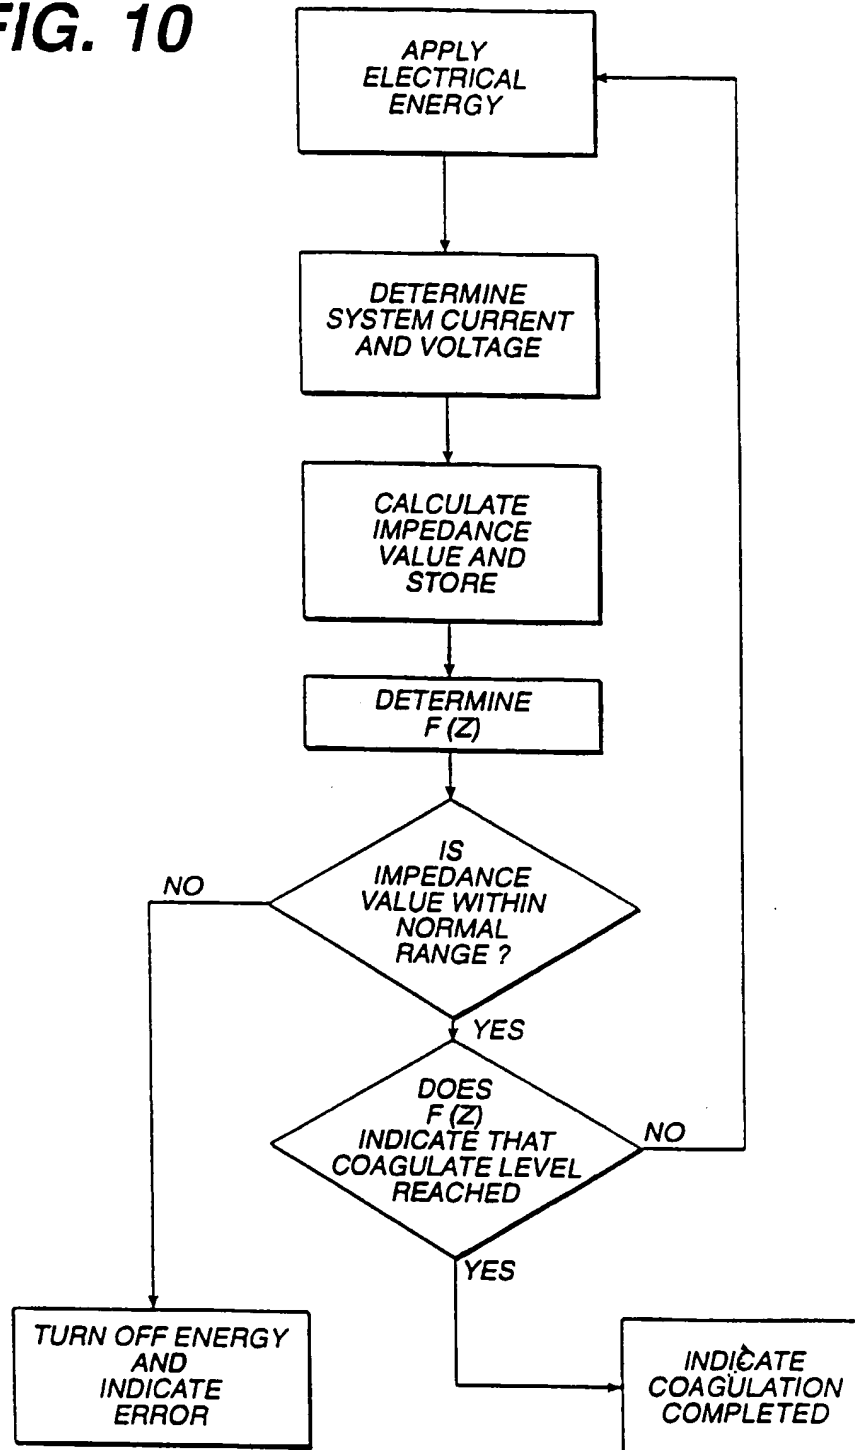 FIG. 10
APPLY
ELECTRICAL
ENERGY
DETERMINE
SYSTEM CURRENT
AND VOLTAGE
CALCULATE
IMPEDANCE
VALUE AND
STORE
DETERMINE
F (Z)
IS
IMPEDANCE
VALUE WITHIN
NORMAL
RANGE ?
NO
YES
DOES
F (Z)
INDICATE THAT
COAGULATE LEVEL
REACHED
NO
YES
TURN OFF ENERGY
AND
INDICATE
ERROR
INDICATE
COAGULATION
COMPLETED